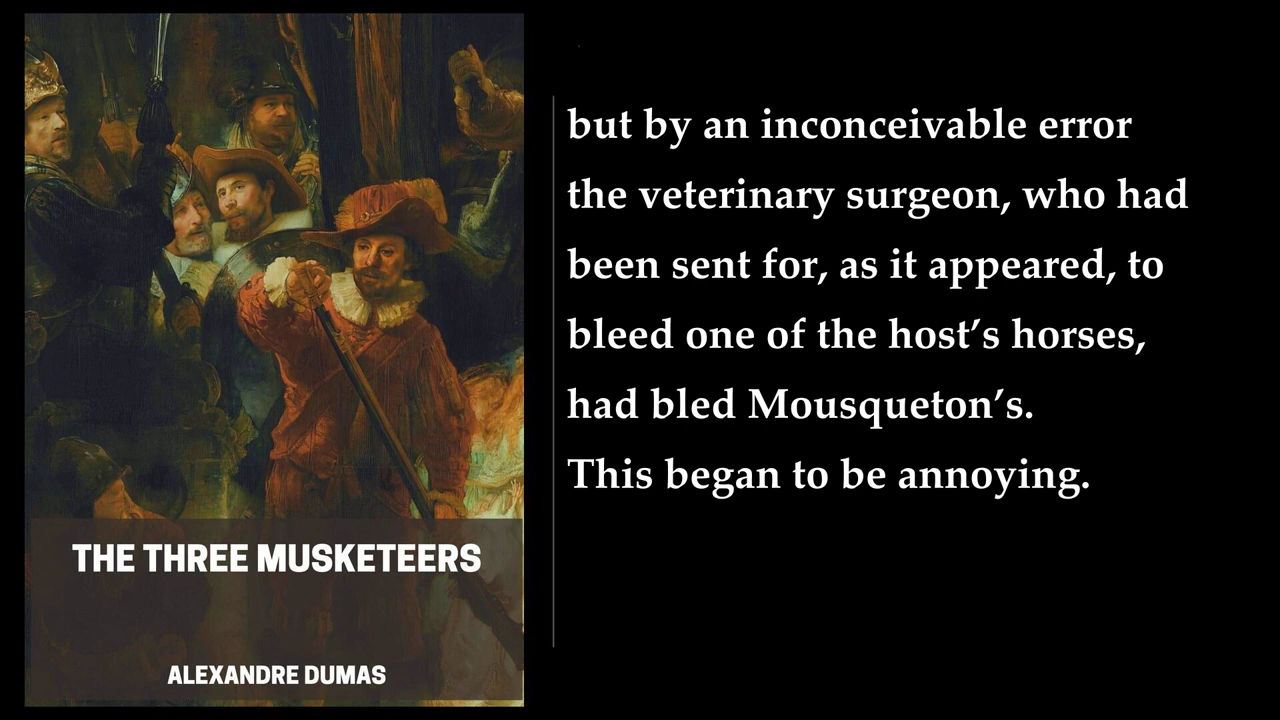 THE THREE MUSKETEERS
ALEXANDRE DUMAS
but by an inconceivable error
the veterinary surgeon, who had
been sent for, as it appeared, to
bleed one of the host’s horses,
had bled Mousqueton’s.
This began to be annoying.